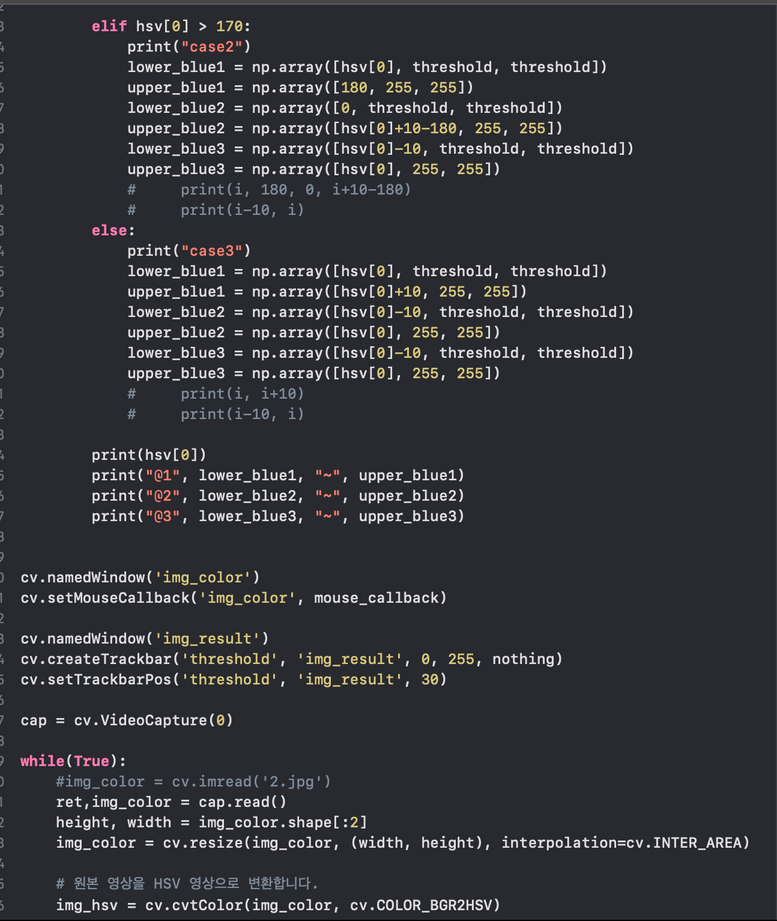 elif hsv[0] > 170:
print("case2")
lower_blue1 = np.array([hsv[0], threshold, threshold])
upper_blue1 = np.array([180, 255, 255])
lower_blue2 = np.array([0, threshold, threshold])
upper_blue2 = np.array([hsv[0]+10-180, 255, 255])
lower_blue3 = np.array([hsv[0]-10, threshold, threshold])
upper_blue3 = np.array([hsv[0], 255, 255])
#     print(i, 180, 0, i+10-180)
#     print(i-10, i)
else:
print("case3")
lower_blue1 = np.array([hsv[0], threshold, threshold])
upper_blue1 = np.array([hsv[0]+10, 255, 255])
lower_blue2 = np.array([hsv[0]-10, threshold, threshold])
upper_blue2 = np.array([hsv[0], 255, 255])
lower_blue3 = np.array([hsv[0]-10, threshold, threshold])
upper_blue3 = np.array([hsv[0], 255, 255])
#     print(i, i+10)
#     print(i-10, i)
print(hsv[0])
print("@1", lower_blue1, "~", upper_blue1)
print("@2", lower_blue2, "~", upper_blue2)
print("@3", lower_blue3, "~", upper_blue3)
cv.namedWindow('img_color')
cv.setMouseCallback('img_color', mouse_callback)
cv.namedWindow('img_result')
cv.createTrackbar('threshold', 'img_result', 0, 255, nothing)
cv.setTrackbarPos('threshold', 'img_result', 30)
cap = cv.VideoCapture(0)
while(True):
#img_color = cv.imread('2.jpg')
ret,img_color = cap.read()
height, width = img_color.shape[:2]
img_color = cv.resize(img_color, (width, height), interpolation=cv.INTER_AREA)
# 원본 영상을 HSV 영상으로 변환합니다.
img_hsv = cv.cvtColor(img_color, cv.COLOR_BGR2HSV)